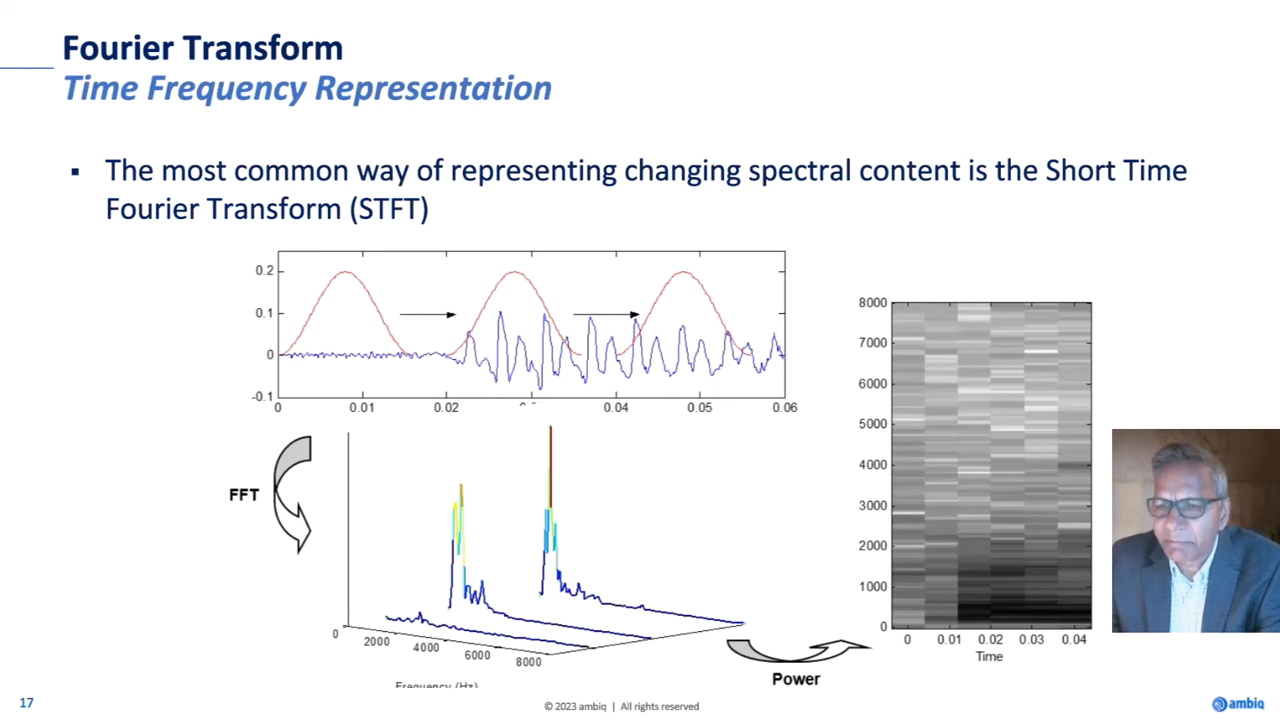 Fourier Transform
Time Frequency Representation
▪ The most common way of representing changing spectral content is the Short Time
Fourier Transform (STFT)
0.2
0.1
0
-0.1
0 0.01 0.02 0.04 0.05 0.06
FFT
0 2000 4000 6000 8000
Frequency (Hz)
Power
8000
7000
6000
5000
4000
3000
2000
1000
0
0 0.01 0.02 0.03 0.04
Time
17
© 2023 ambiq | All rights reserved
ambiq